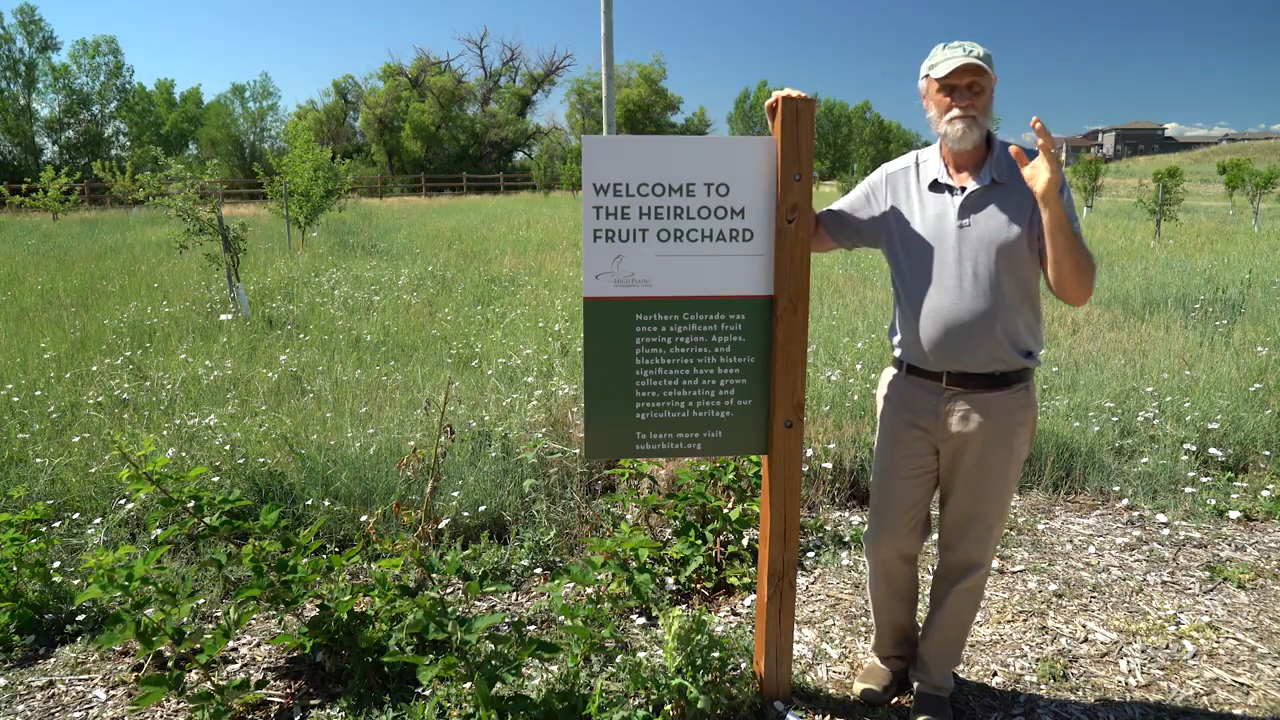 WELCOME TO
THE HEIRLOOM
FRUIT ORCHARD
HIGH PLAINS
Northern Colorado was
once a significant fruit
growing region. Apples,
plums, cherries, and
blackberries with historic
significance have been
collected and are grown
here, celebrating and
preserving a piece of our
agricultural heritage.
To learn more visit
suburbitat.org